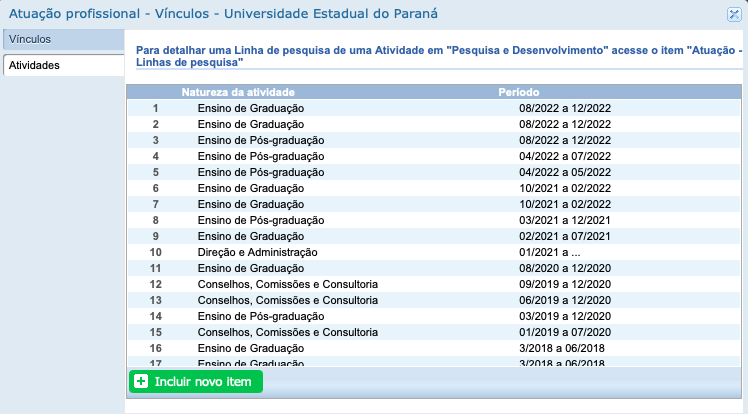 Atuação profissional - Vínculos - Universidade Estadual do Paraná
Vínculos
Atividades
Para detalhar uma Linha de pesquisa de uma Atividade em "Pesquisa e Desenvolvimento" acesse o item "Atuação -
Linhas de pesquisa"
Natureza da atividade Período
1 Ensino de Graduação 08/2022 a 12/2022
2 Ensino de Graduação 08/2022 a 12/2022
3 Ensino de Pós-graduação 08/2022 a 12/2022
4 Ensino de Pós-graduação 04/2022 a 07/2022
5 Ensino de Pós-graduação 04/2022 a 05/2022
6 Ensino de Graduação 10/2021 a 02/2022
7 Ensino de Graduação 10/2021 a 02/2022
8 Ensino de Pós-graduação 03/2021 a 12/2021
9 Ensino de Graduação 02/2021 a 07/2021
10 Direção e Administração 01/2021 a ...
11 Ensino de Graduação 08/2020 a 12/2020
12 Conselhos, Comissões e Consultoria 09/2019 a 12/2020
13 Conselhos, Comissões e Consultoria 06/2019 a 12/2020
14 Ensino de Pós-graduação 03/2019 a 12/2020
15 Conselhos, Comissões e Consultoria 01/2019 a 07/2020
16 Ensino de Graduação 3/2018 a 06/2018
17 Ensino de Graduação 3/2018 a 06/2018
Incluir novo item